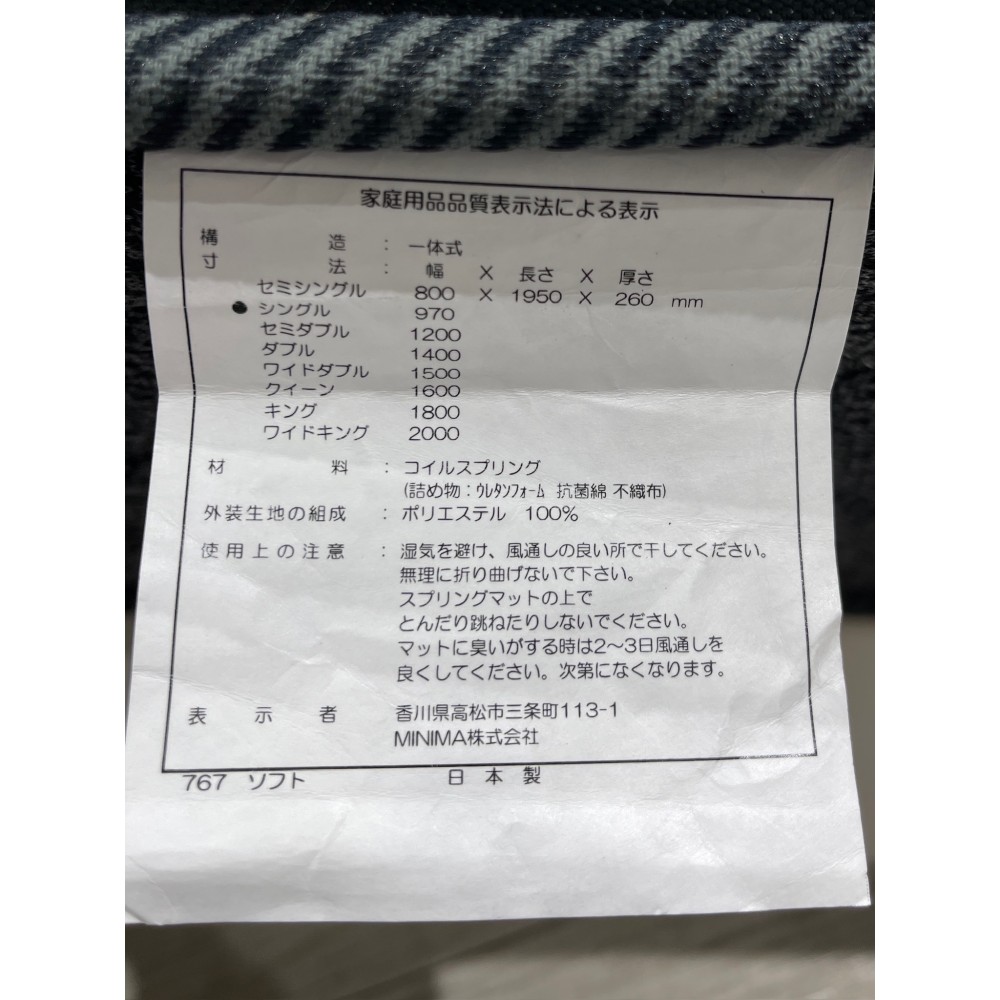 家庭用品品質表示法による表示
構造 : 一体式
寸法 : 幅 X 長さ X 厚さ
セミシングル 800 X 1950 X 260 mm
● シングル 970
セミダブル 1200
ダブル 1400
ワイドダブル 1500
クイーン 1600
キング 1800
ワイドキング 2000
材料 : コイルスプリング
(詰め物:ウレタンフォーム 抗菌綿 不織布)
外装生地の組成 : ポリエステル 100%
使用上の注意 : 湿気を避け、風通しの良い所で干してください。
無理に折り曲げないで下さい。
スプリングマットの上で
とんだり跳ねたりしないでください。
マットに臭いがする時は2〜3日風通しを
良くしてください。次第になくなります。
表示者 香川県高松市三条町113-1
MINIMA株式会社
767 ソフト 日本製